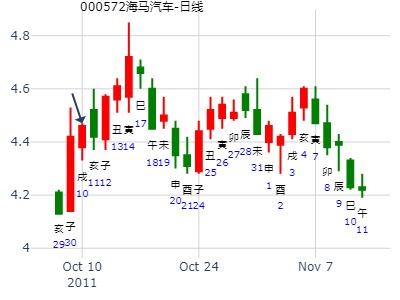 000572海马汽车-日线
4.8
4.6
4.4
4.2
4
亥
29
子
30
戌
10
亥子
1112
丑寅
1314
巳
17
午未
1819
申
20
酉子
2124
丑
25
寅
26
卯
27
辰
28
未
31
申
1
酉
2
戌
3
亥
4
寅
7
卯
8
辰
9
巳
10
午
11
Oct 10
2011
Oct 24
Nov 7